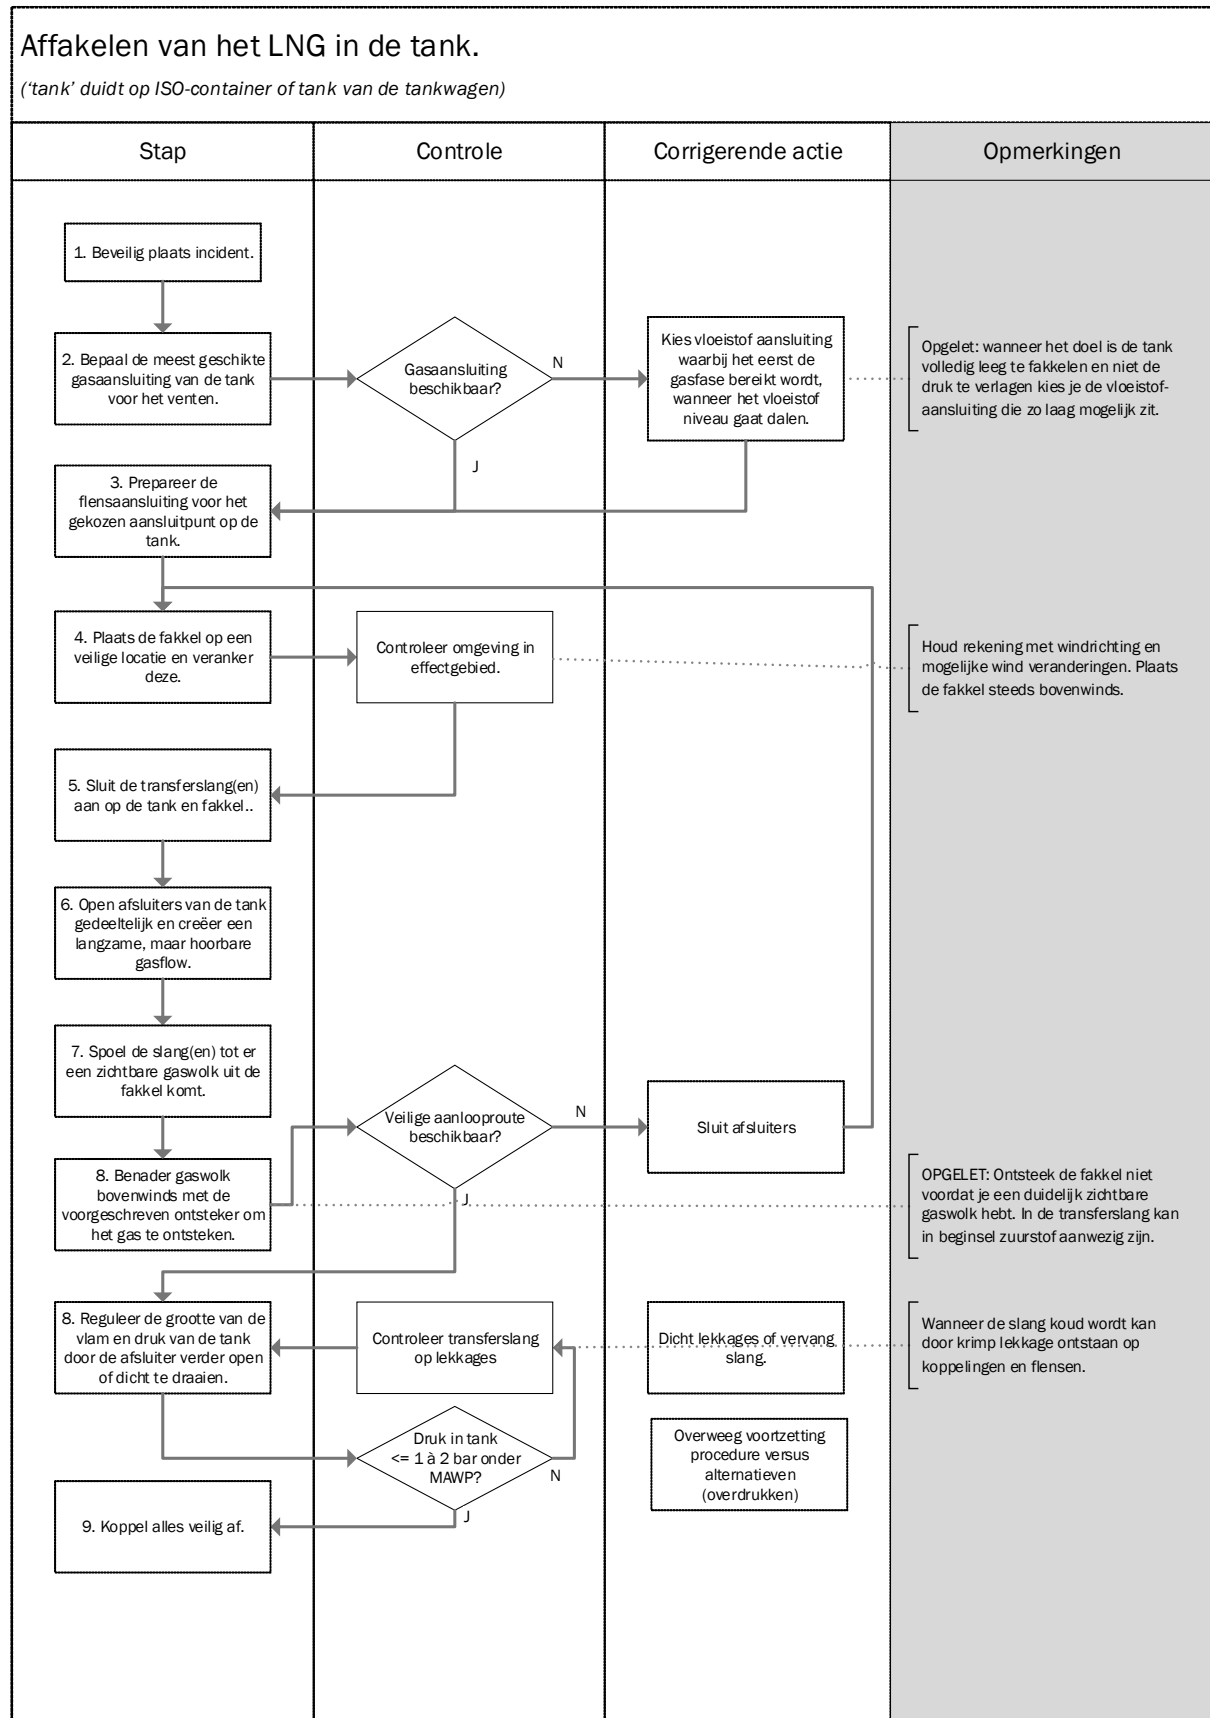 Affakelen van het LNG in de tank.
(‘tank’ duidt op ISO-container of tank van de tankwagen)
Stap
Controle
Corrigerende actie
Opmerkingen
1. Beveilig plaats incident.
2. Bepaal de meest geschikte
gasaansluiting van de tank
voor het venten.
Gasaansluiting
beschikbaar?
N
J
Kies vloeistof aansluiting
waarbij het eerst de
gasfase bereikt wordt,
wanneer het vloeistof
niveau gaat dalen.
Opgelet: wanneer het doel is de tank
volledig leeg te fakkelen en niet de
druk te verlagen kies je de vloeistof-
aansluiting die zo laag mogelijk zit.
3. Prepareer de
flensaansluiting voor het
gekozen aansluitpunt op de
tank.
4. Plaats de fakkel op een
veilige locatie en veranker
deze.
Controleer omgeving in
effectgebied.
Houd rekening met windrichting en
mogelijke wind veranderingen. Plaats
de fakkel steeds bovenwinds.
5. Sluit de transferslang(en)
aan op de tank en fakkel..
6. Open afsluiters van de tank
gedeeltelijk en creëer een
langzame, maar hoorbare
gasflow.
7. Spoel de slang(en) tot er
een zichtbare gaswolk uit de
fakkel komt.
Veilige aanlooproute
beschikbaar?
N
J
Sluit afsluiters
8. Benader gaswolk
bovenwinds met de
voorgeschreven ontsteker om
het gas te ontsteken.
OPGELET: Ontsteek de fakkel niet
voordat je een duidelijk zichtbare
gaswolk hebt. In de transferslang kan
in beginsel zuurstof aanwezig zijn.
8. Reguleer de grootte van de
vlam en druk van de tank
door de afsluiter verder open
of dicht te draaien.
Controleer transferslang
op lekkages
Dicht lekkages of vervang
slang.
Wanneer de slang koud wordt kan
door krimp lekkage ontstaan op
koppelingen en flensen.
Druk in tank
<= 1 à 2 bar onder
MAWP?
N
J
Overweeg voortzetting
procedure versus
alternatieven
(overdrukken)
9. Koppel alles veilig af.